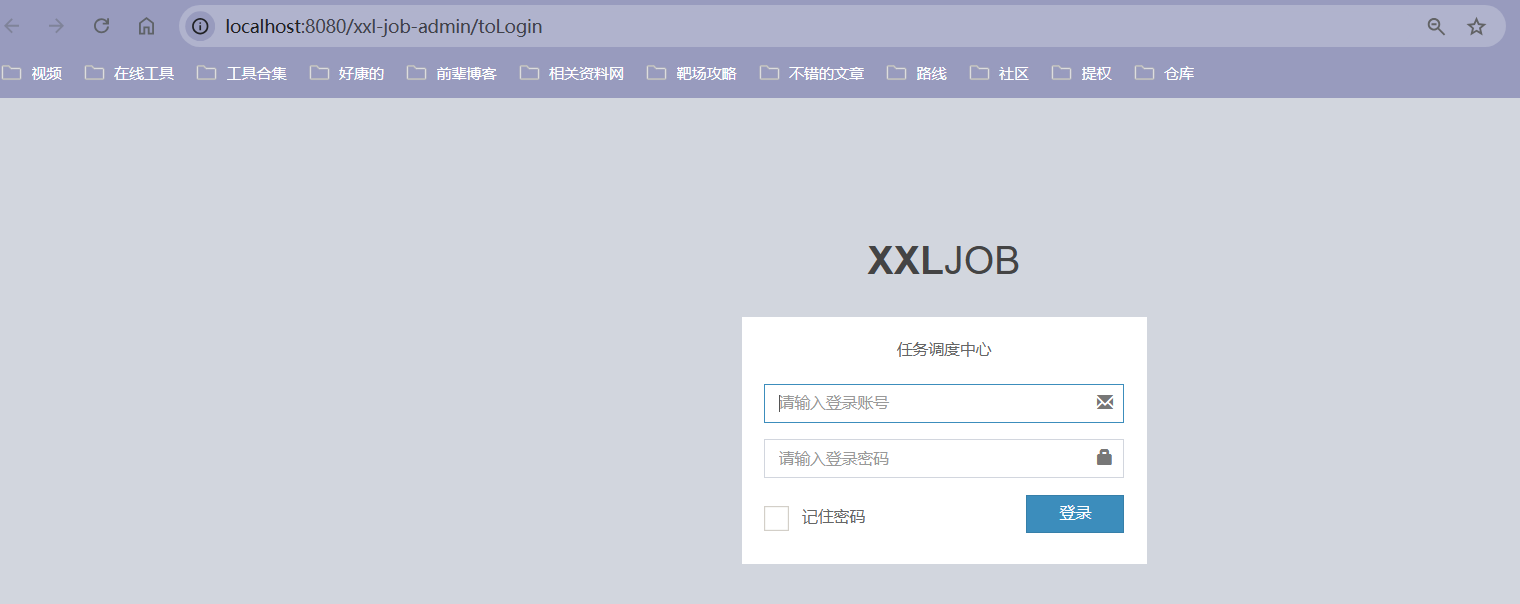 localhost:8080/xxl-job-admin/toLogin
视频 在线工具 工具合集 好康的 前辈博客 相关资料网 靶场攻略 不错的文章 路线 社区 提权 仓库
XXLJOB
任务调度中心
请输入登录账号
请输入登录密码
记住密码 登录